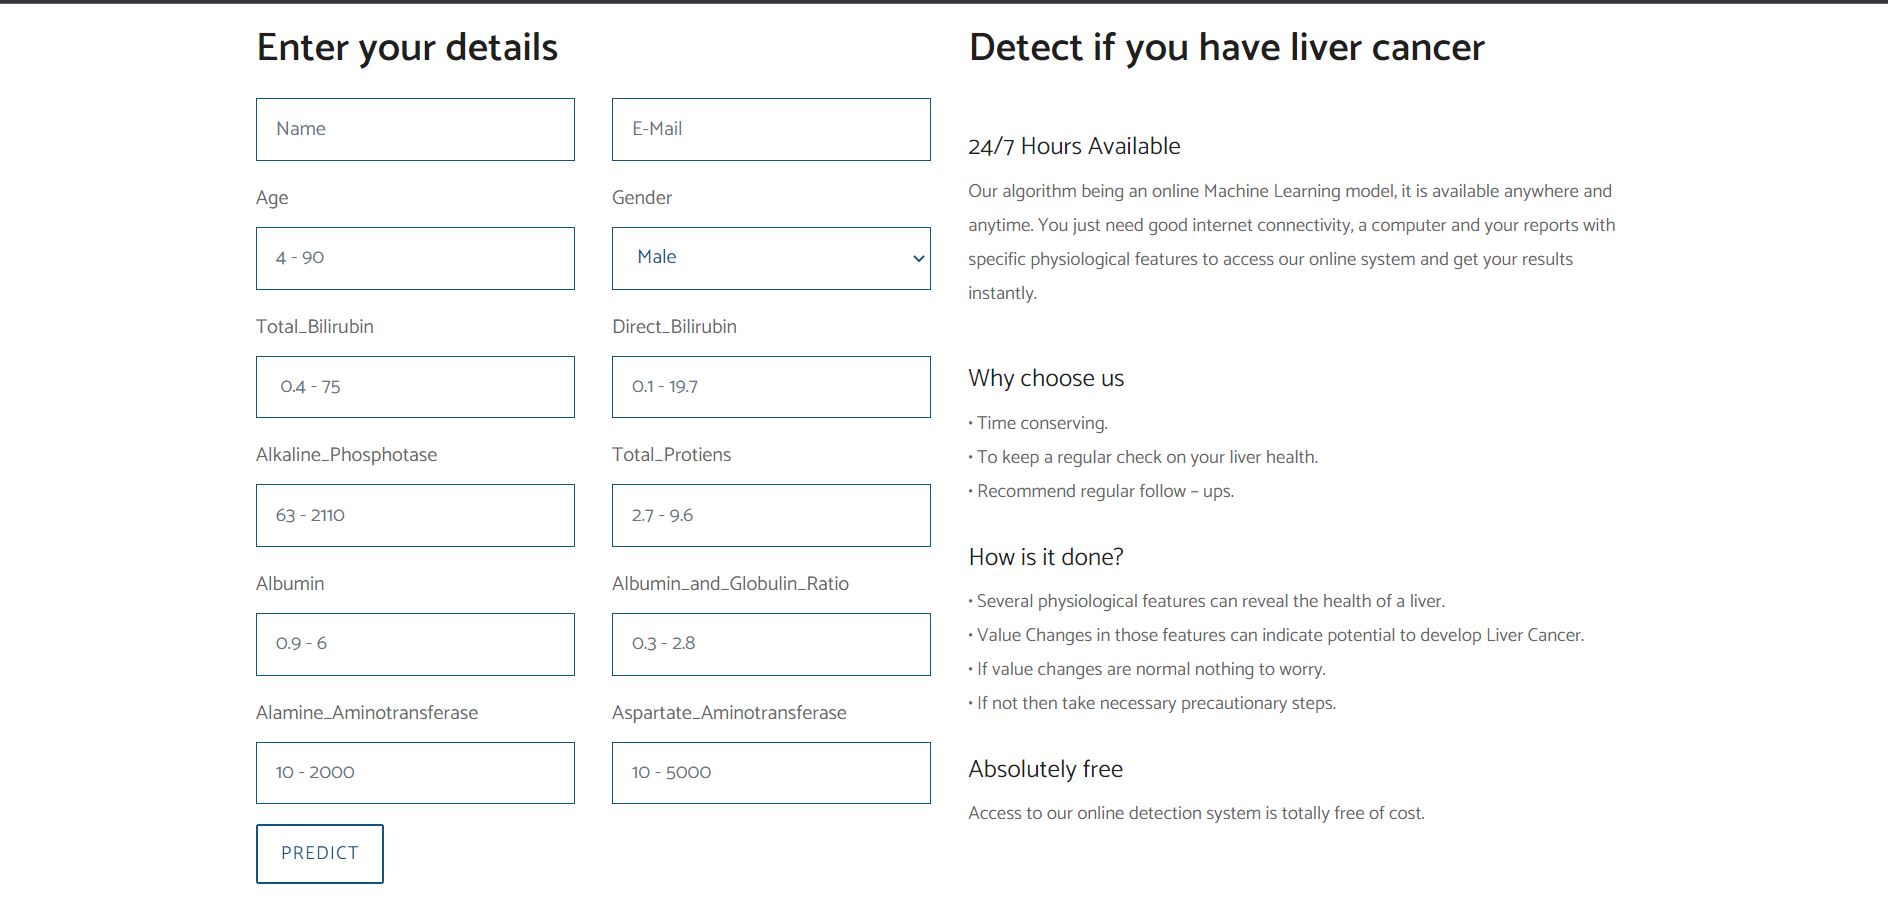 Enter your details
Name
E-Mail
Age
Gender
4 - 90
Male
Total_Bilirubin
Direct_Bilirubin
0.4 - 75
0.1 - 19.7
Alkaline_Phosphotase
Total_Protiens
63 - 2110
2.7 - 9.6
Albumin
Albumin_and_Globulin_Ratio
0.9 - 6
0.3 - 2.8
Alamine_Aminotransferase
Aspartate_Aminotransferase
10 - 2000
10 - 5000
PREDICT
Detect if you have liver cancer
24/7 Hours Available
Our algorithm being an online Machine Learning model, it is available anywhere and
anytime. You just need good internet connectivity, a computer and your reports with
specific physiological features to access our online system and get your results
instantly.
Why choose us
• Time conserving.
• To keep a regular check on your liver health.
• Recommend regular follow – ups.
How is it done?
• Several physiological features can reveal the health of a liver.
• Value Changes in those features can indicate potential to develop Liver Cancer.
• If value changes are normal nothing to worry.
• If not then take necessary precautionary steps.
Absolutely free
Access to our online detection system is totally free of cost.